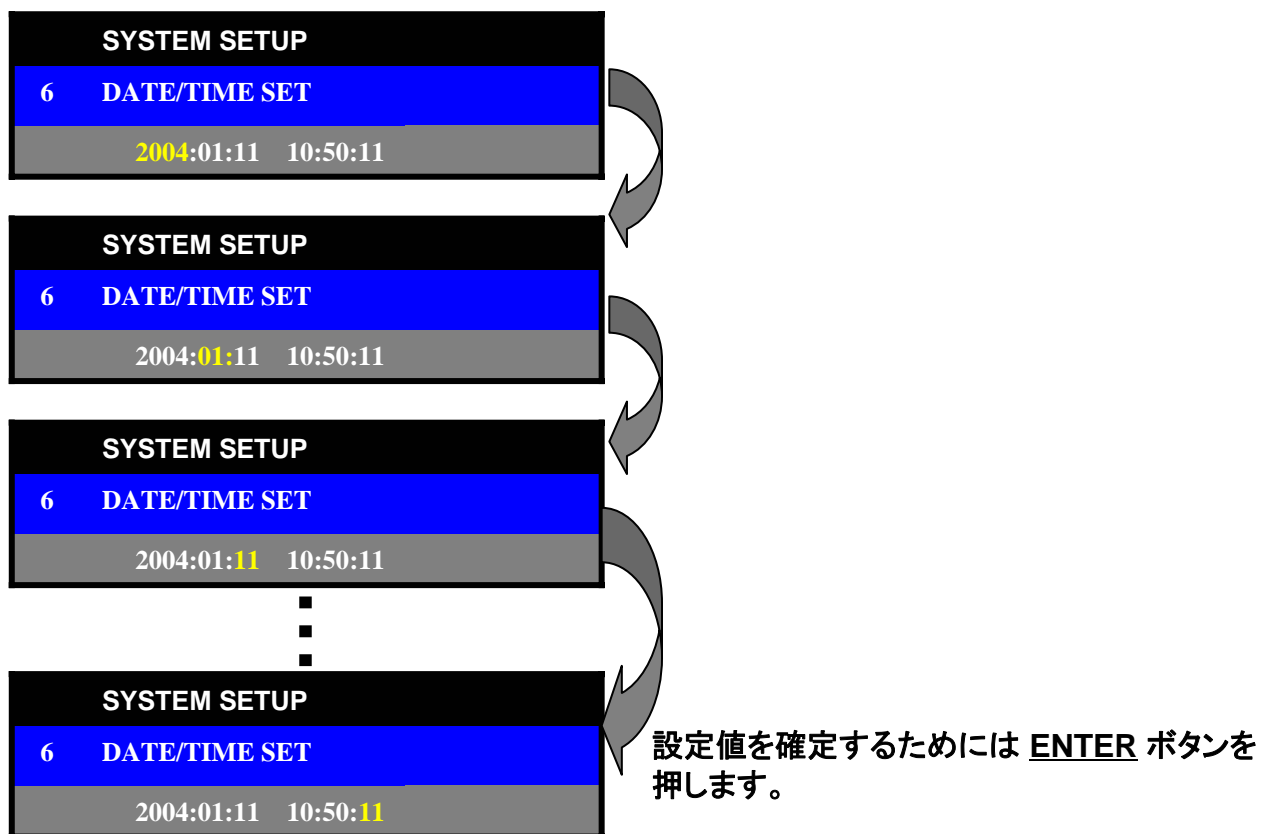 SYSTEM SETUP
6 DATE/TIME SET
2004:01:11 10:50:11
SYSTEM SETUP
6 DATE/TIME SET
2004:01:11 10:50:11
SYSTEM SETUP
6 DATE/TIME SET
2004:01:11 10:50:11
SYSTEM SETUP
6 DATE/TIME SET
2004:01:11 10:50:11
設定値を確定するためには ENTER ボタンを
押します。